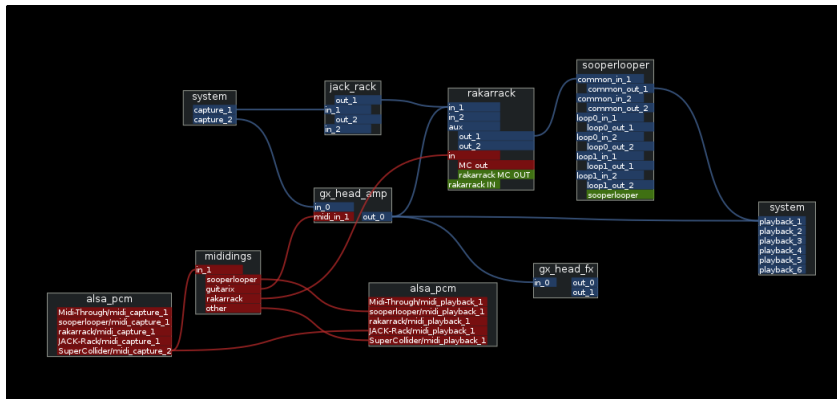 system
capture_1
capture_2
jack_rack
out_1
in_1
out_2
in_2
rakarrack
in_1
in_2
aux
out_1
out_2
in
MC out
rakarrack MC OUT
rakarrack IN
sooperlooper
common_in_1
common_out_1
common_in_2
common_out_2
loop0_in_1
loop0_out_1
loop0_in_2
loop0_out_2
loop1_in_1
loop1_out_1
loop1_in_2
loop1_out_2
sooperlooper
gx_head_amp
in_0
midi_in_1 out_0
system
playback_1
playback_2
playback_3
playback_4
playback_5
playback_6
mididings
in_1
sooperlooper
guitarix
rakarrack
other
gx_head_fx
in_0 out_0
out_1
alsa_pcm
Midi-Through/midi_capture_1
sooperlooper/midi_capture_1
rakarrack/midi_capture_1
JACK-Rack/midi_capture_1
SuperCollider/midi_capture_2
alsa_pcm
Midi-Through/midi_playback_1
sooperlooper/midi_playback_1
rakarrack/midi_playback_1
JACK-Rack/midi_playback_1
SuperCollider/midi_playback_1